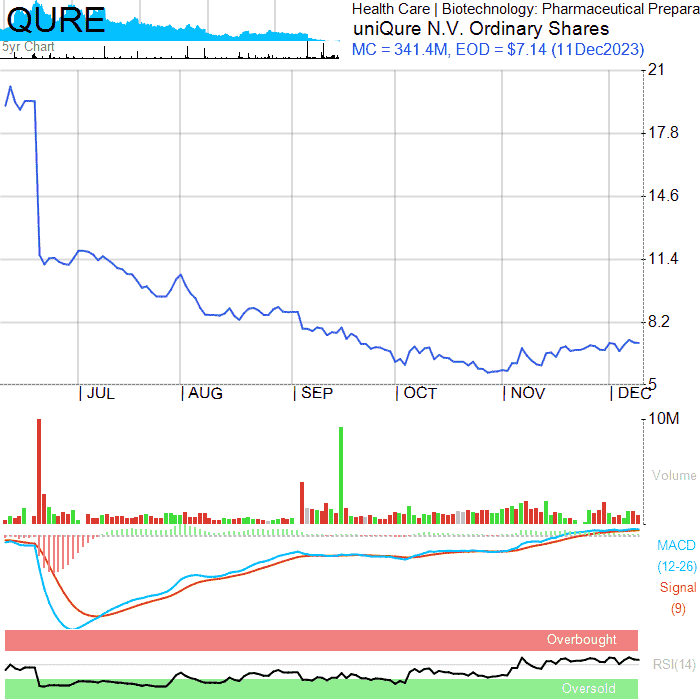 QURE
5yr Chart
Health Care | Biotechnology: Pharmaceutical Prepara
uniQure N.V. Ordinary Shares
MC = 341.4M, EOD = $7.14 (11Dec2023)
21
17.8
14.6
11.4
8.2
5
| JUL | AUG | SEP | OCT | NOV | DEC
10M
Volume
MACD
(12-26)
Signal
(9)
Overbought
RSI(14)
Oversold